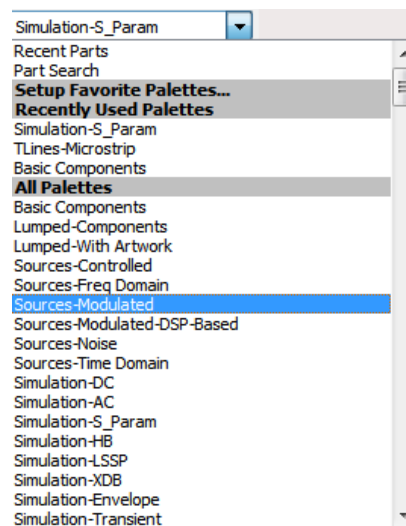 Simulation-S_Param
Recent Parts
Part Search
Setup Favorite Palettes...
Recently Used Palettes
Simulation-S_Param
TLines-Microstrip
Basic Components
All Palettes
Basic Components
Lumped-Components
Lumped-With Artwork
Sources-Controlled
Sources-Freq Domain
Sources-Modulated
Sources-Modulated-DSP-Based
Sources-Noise
Sources-Time Domain
Simulation-DC
Simulation-AC
Simulation-S_Param
Simulation-HB
Simulation-LSSP
Simulation-XDB
Simulation-Envelope
Simulation-Transient